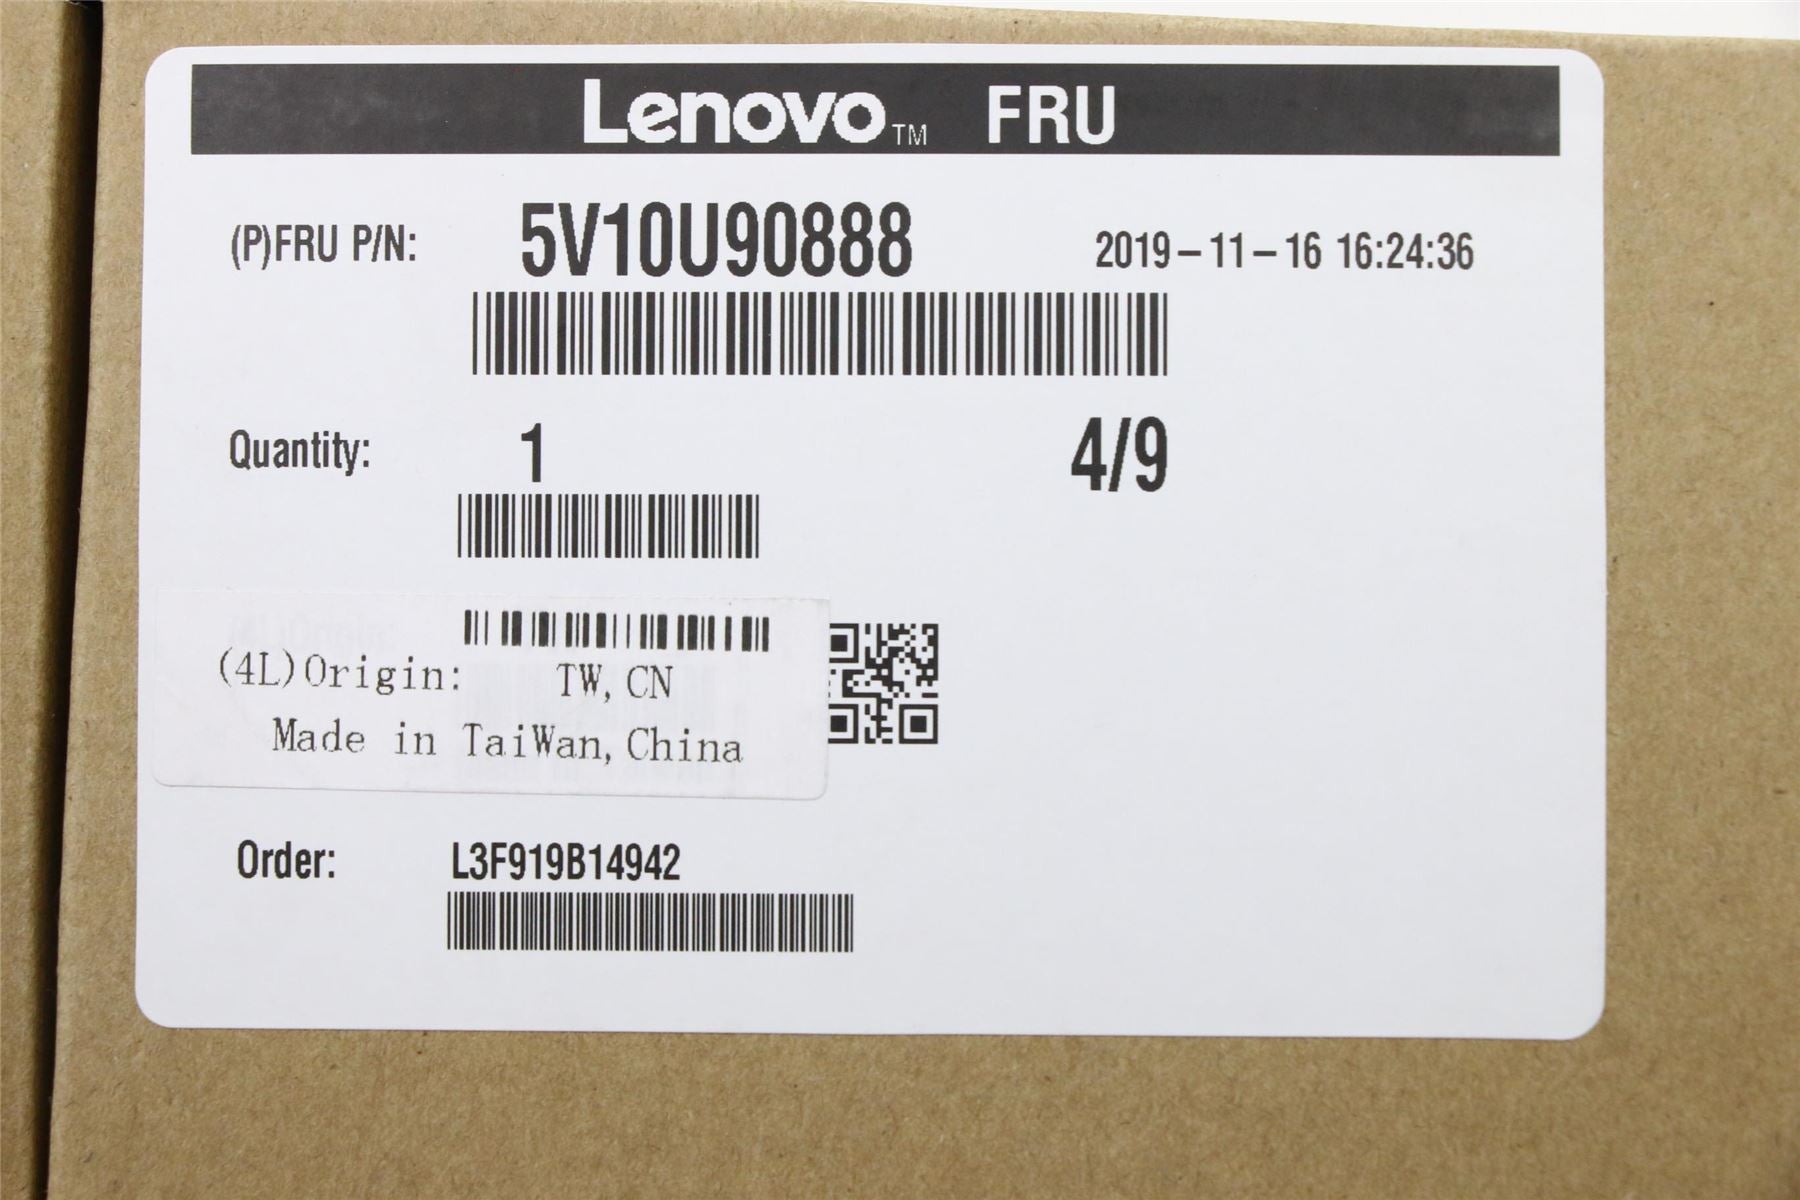 Lenovo™ FRU
(P)FRU P/N: 5V10U90888 2019-11-16 16:24:36
Quantity: 1 4/9
(4L)Origin: TW,CN
Made in TaiWan,China
Order: L3F919B14942